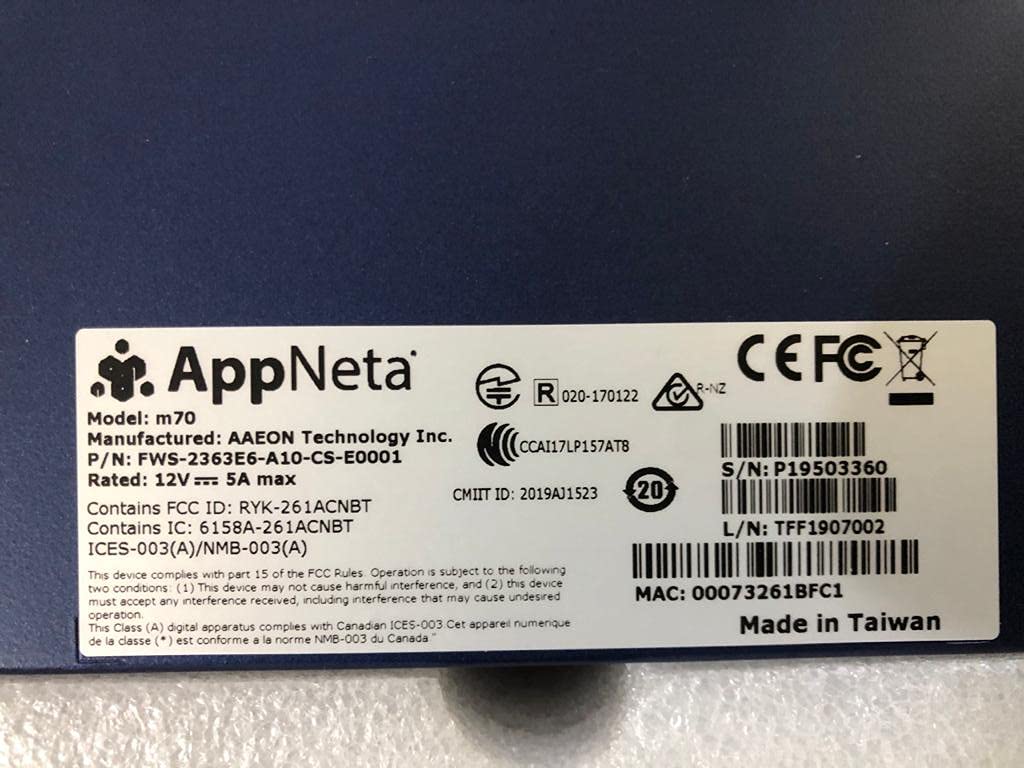 AppNeta
Model: m70
Manufactured: AAEON Technology Inc.
P/N: FWS-2363E6-A10-CS-E0001
Rated: 12V⎓ 5A max
Contains FCC ID: RYK-261ACNBT
Contains IC: 6158A-261ACNBT
ICES-003(A)/NMB-003(A)
This device complies with part 15 of the FCC Rules. Operation is subject to the following
two conditions: (1) This device may not cause harmful interference, and (2) this device
must accept any interference received, including interference that may cause undesired
operation.
This Class (A) digital apparatus complies with Canadian ICES-003.Cet appareil numerique
de la classe (*) est conforme a la norme NMB-003 du Canada"
R 020-170122
R-NZ
CCAI17LP157AT8
CMIIT ID: 2019AJ1523
20
CE FC
S/N: P19503360
L/N: TFF1907002
MAC: 00073261BFC1
Made in Taiwan